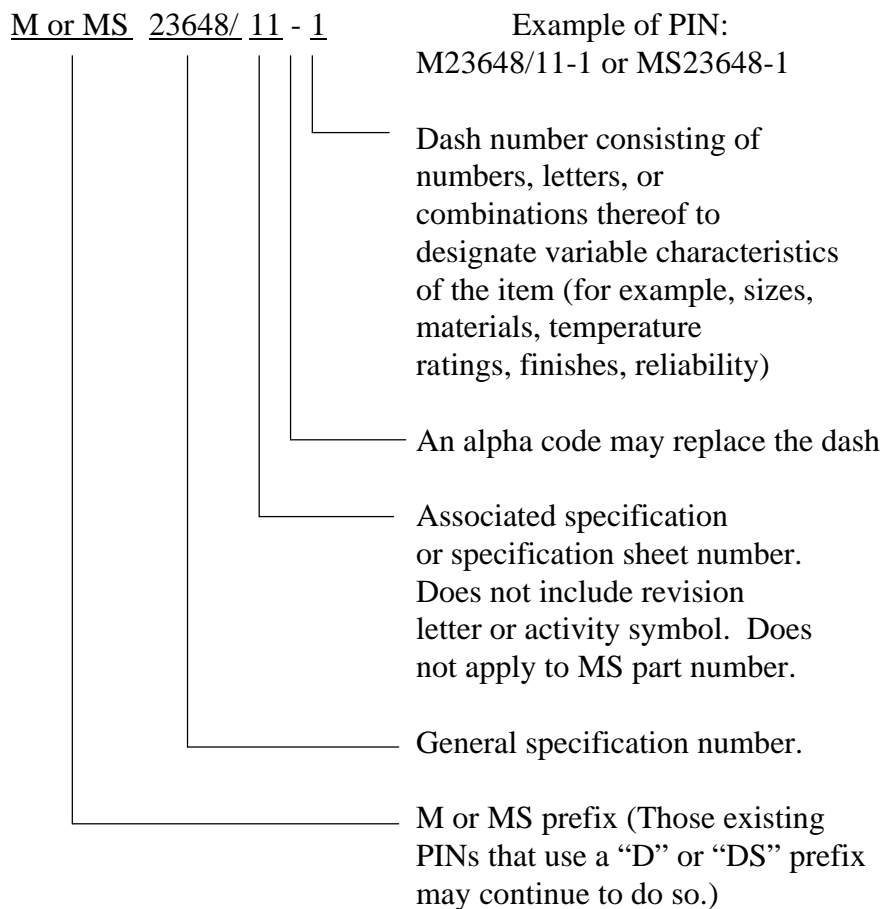 M or MS 23648/ 11 - 1
Example of PIN:
M23648/11-1 or MS23648-1
Dash number consisting of
numbers, letters, or
combinations thereof to
designate variable characteristics
of the item (for example, sizes,
materials, temperature
ratings, finishes, reliability)
An alpha code may replace the dash
Associated specification
or specification sheet number.
Does not include revision
letter or activity symbol.  Does
not apply to MS part number.
General specification number.
M or MS prefix (Those existing
PINs that use a “D” or “DS” prefix
may continue to do so.)